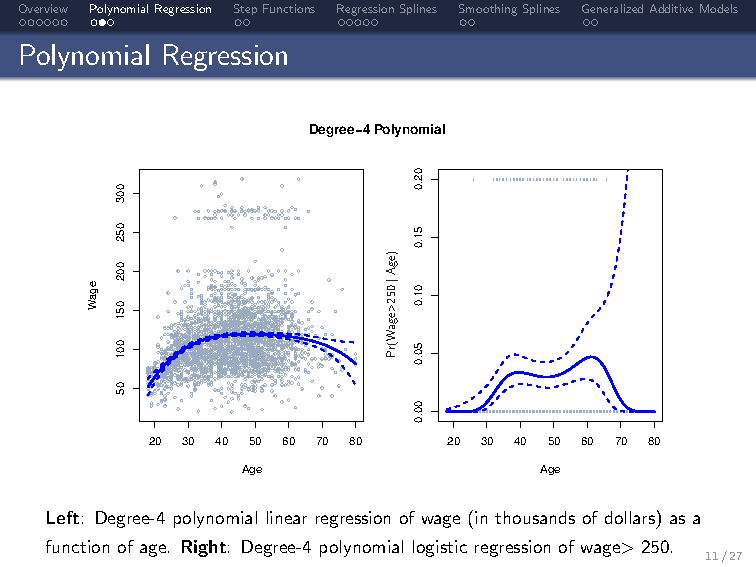 Overview Polynomial Regression Step Functions Regression Splines Smoothing Splines Generalized Additive Models
Polynomial Regression
Degree−4 Polynomial
300
250
200
150
100
50
Wage
20 30 40 50 60 70 80
Age
0.20
0.15
0.10
0.05
0.00
Pr(Wage>250 | Age)
20 30 40 50 60 70 80
Age
Left: Degree-4 polynomial linear regression of wage (in thousands of dollars) as a
function of age. Right: Degree-4 polynomial logistic regression of wage> 250.
11 / 27